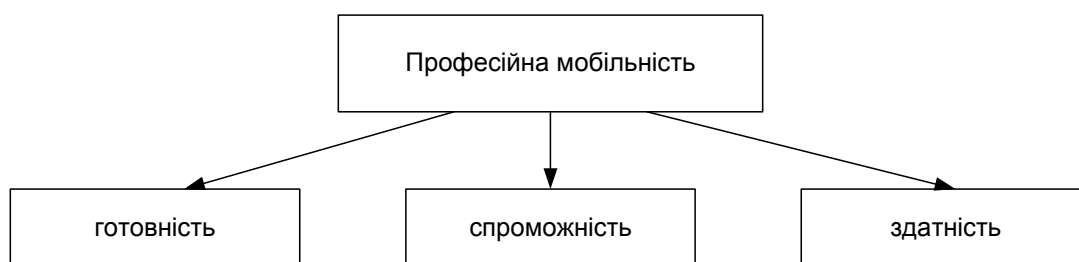 Професійна мобільність
готовність
спроможність
здатність